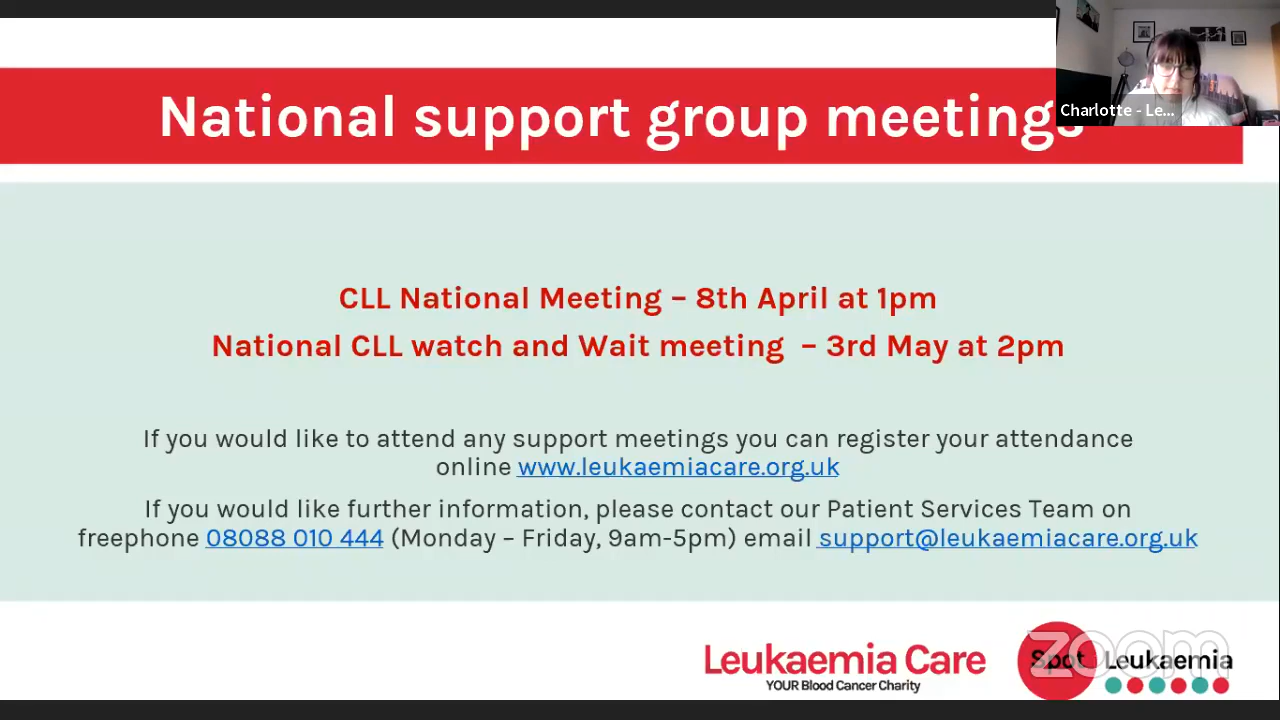 National support group meetings
Charlotte - Le...
CLL National Meeting – 8th April at 1pm
National CLL watch and Wait meeting – 3rd May at 2pm
If you would like to attend any support meetings you can register your attendance
online www.leukaemiacare.org.uk
If you would like further information, please contact our Patient Services Team on
freephone 08088 010 444 (Monday – Friday, 9am-5pm) email support@leukaemiacare.org.uk
Leukaemia Care
YOUR Blood Cancer Charity
Spot Leukaemia
zoom